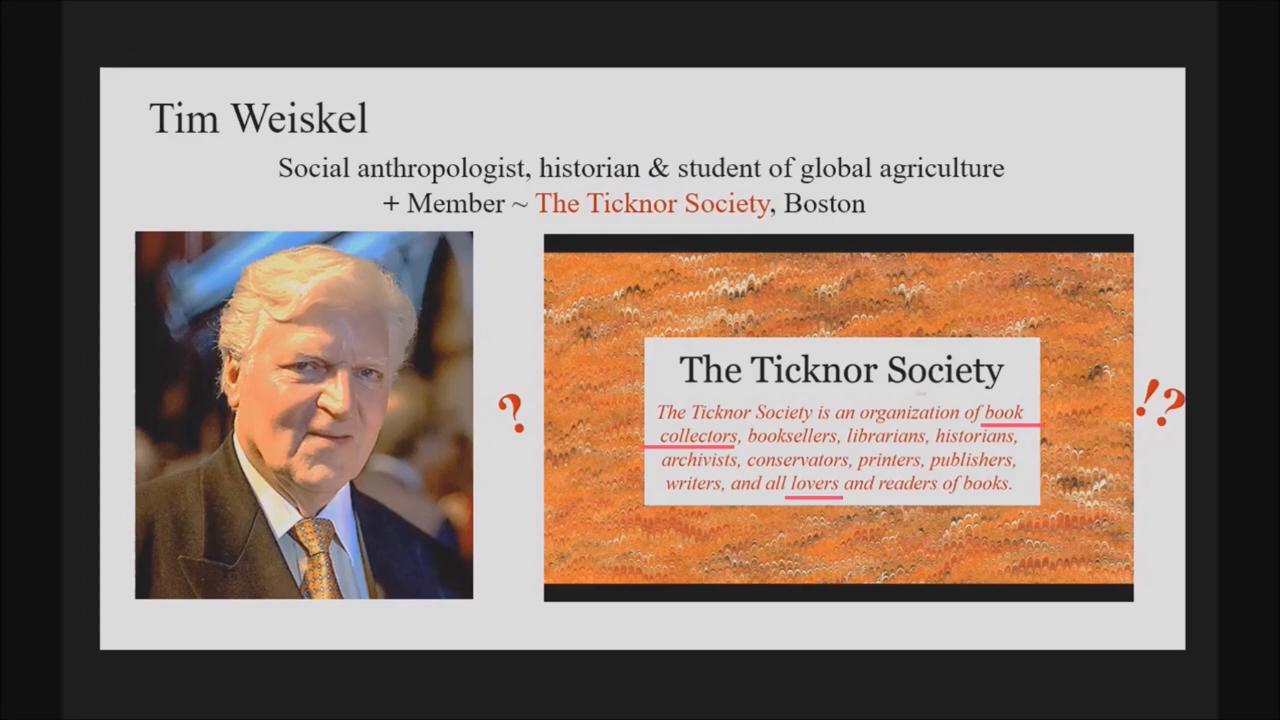 Tim Weiskel
Social anthropologist, historian & student of global agriculture
+ Member ~ The Ticknor Society, Boston
?
The Ticknor Society
The Ticknor Society is an organization of book
collectors, booksellers, librarians, historians,
archivists, conservators, printers, publishers,
writers, and all lovers and readers of books.
!?